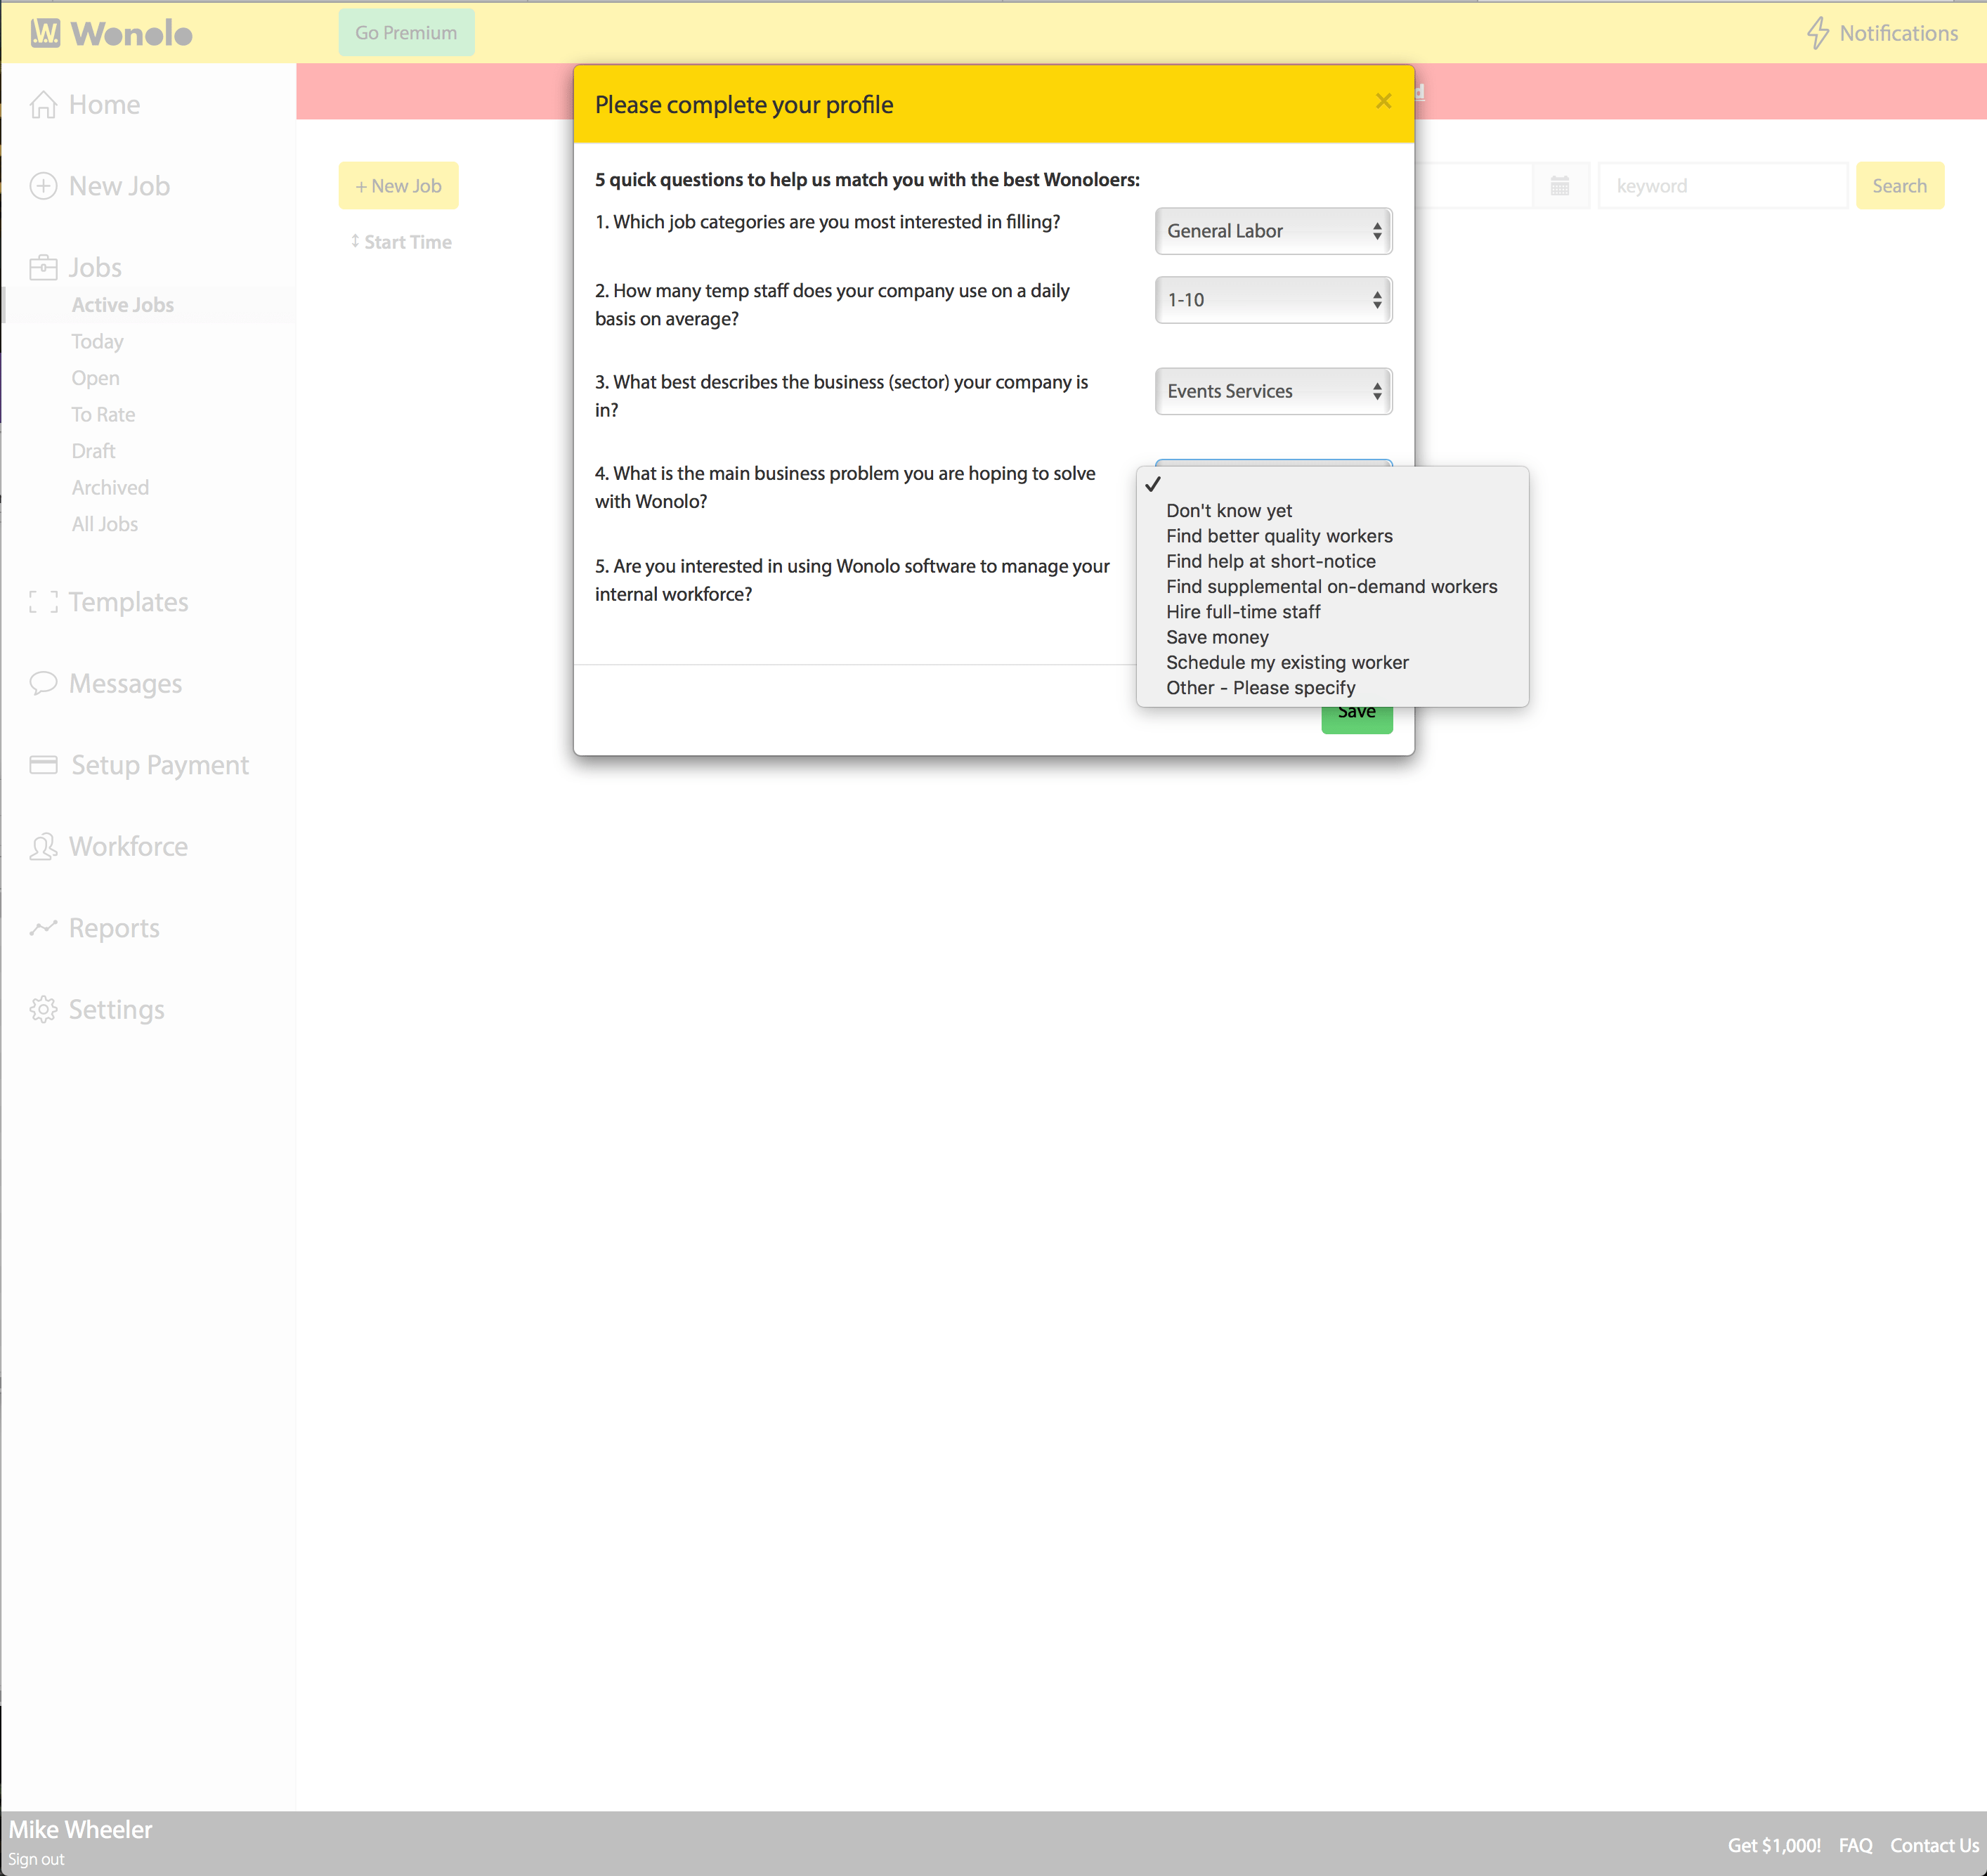 .W. Wonolo
Go Premium
Notifications
Home
New Job
Jobs
Active Jobs
Today
Open
To Rate
Draft
Archived
All Jobs
Templates
Messages
Setup Payment
Workforce
Reports
Settings
+ New Job
keyword
Search
Start Time
Please complete your profile
×
5 quick questions to help us match you with the best Wonoloers:
1. Which job categories are you most interested in filling?
General Labor
2. How many temp staff does your company use on a daily
basis on average?
1-10
3. What best describes the business (sector) your company is
in?
Events Services
4. What is the main business problem you are hoping to solve
with Wonolo?
Don't know yet
Find better quality workers
Find help at short-notice
Find supplemental on-demand workers
Hire full-time staff
Save money
Schedule my existing worker
Other - Please specify
5. Are you interested in using Wonolo software to manage your
internal workforce?
Save
Mike Wheeler
Sign out
Get $1,000!
FAQ
Contact Us